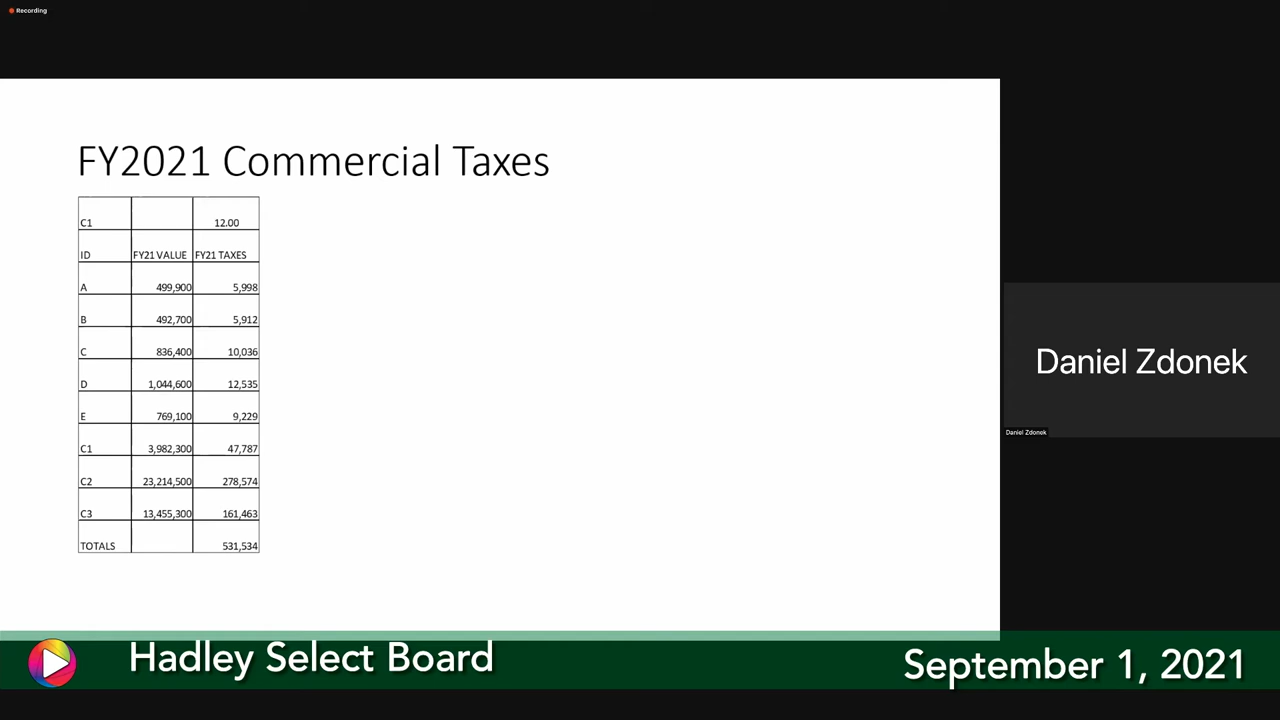 Recording
FY2021 Commercial Taxes
C1 12.00
ID FY21 VALUE FY21 TAXES
A 499,900 5,998
B 492,700 5,912
C 836,400 10,036
D 1,044,600 12,535
E 769,100 9,229
C1 3,982,300 47,787
C2 23,214,500 278,574
C3 13,455,300 161,463
TOTALS 531,534
Daniel Zdonek
Daniel Zdonek
Hadley Select Board
September 1, 2021